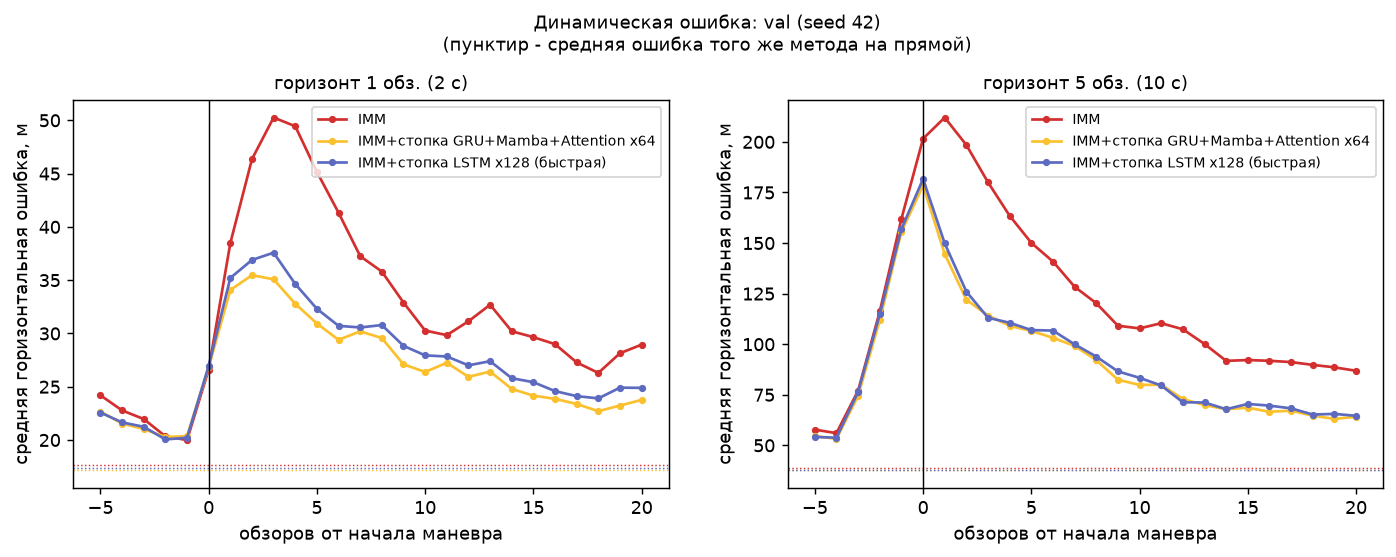 Динамическая ошибка: val (seed 42)
(пунктир - средняя ошибка того же метода на прямой)
горизонт 1 обз. (2 с)
IMM
IMM+стопка GRU+Mamba+Attention x64
IMM+стопка LSTM x128 (быстрая)
средняя горизонтальная ошибка, м
50
45
40
35
30
25
20
−5
0
5
10
15
20
обзоров от начала маневра
горизонт 5 обз. (10 с)
IMM
IMM+стопка GRU+Mamba+Attention x64
IMM+стопка LSTM x128 (быстрая)
средняя горизонтальная ошибка, м
200
175
150
125
100
75
50
−5
0
5
10
15
20
обзоров от начала маневра